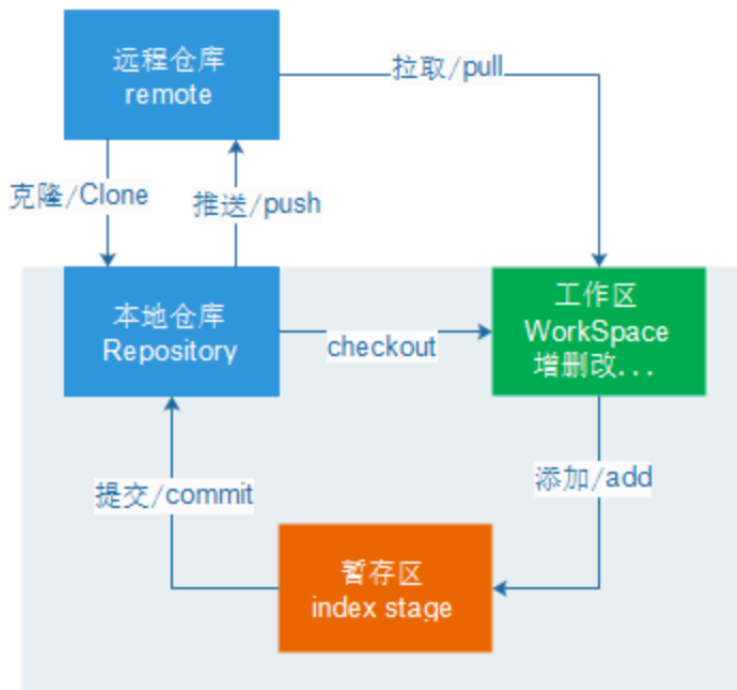 远程仓库
remote
拉取/pull
克隆/Clone
推送/push
本地仓库
Repository
checkout
工作区
WorkSpace
增删改...
提交/commit
添加/add
暂存区
index stage